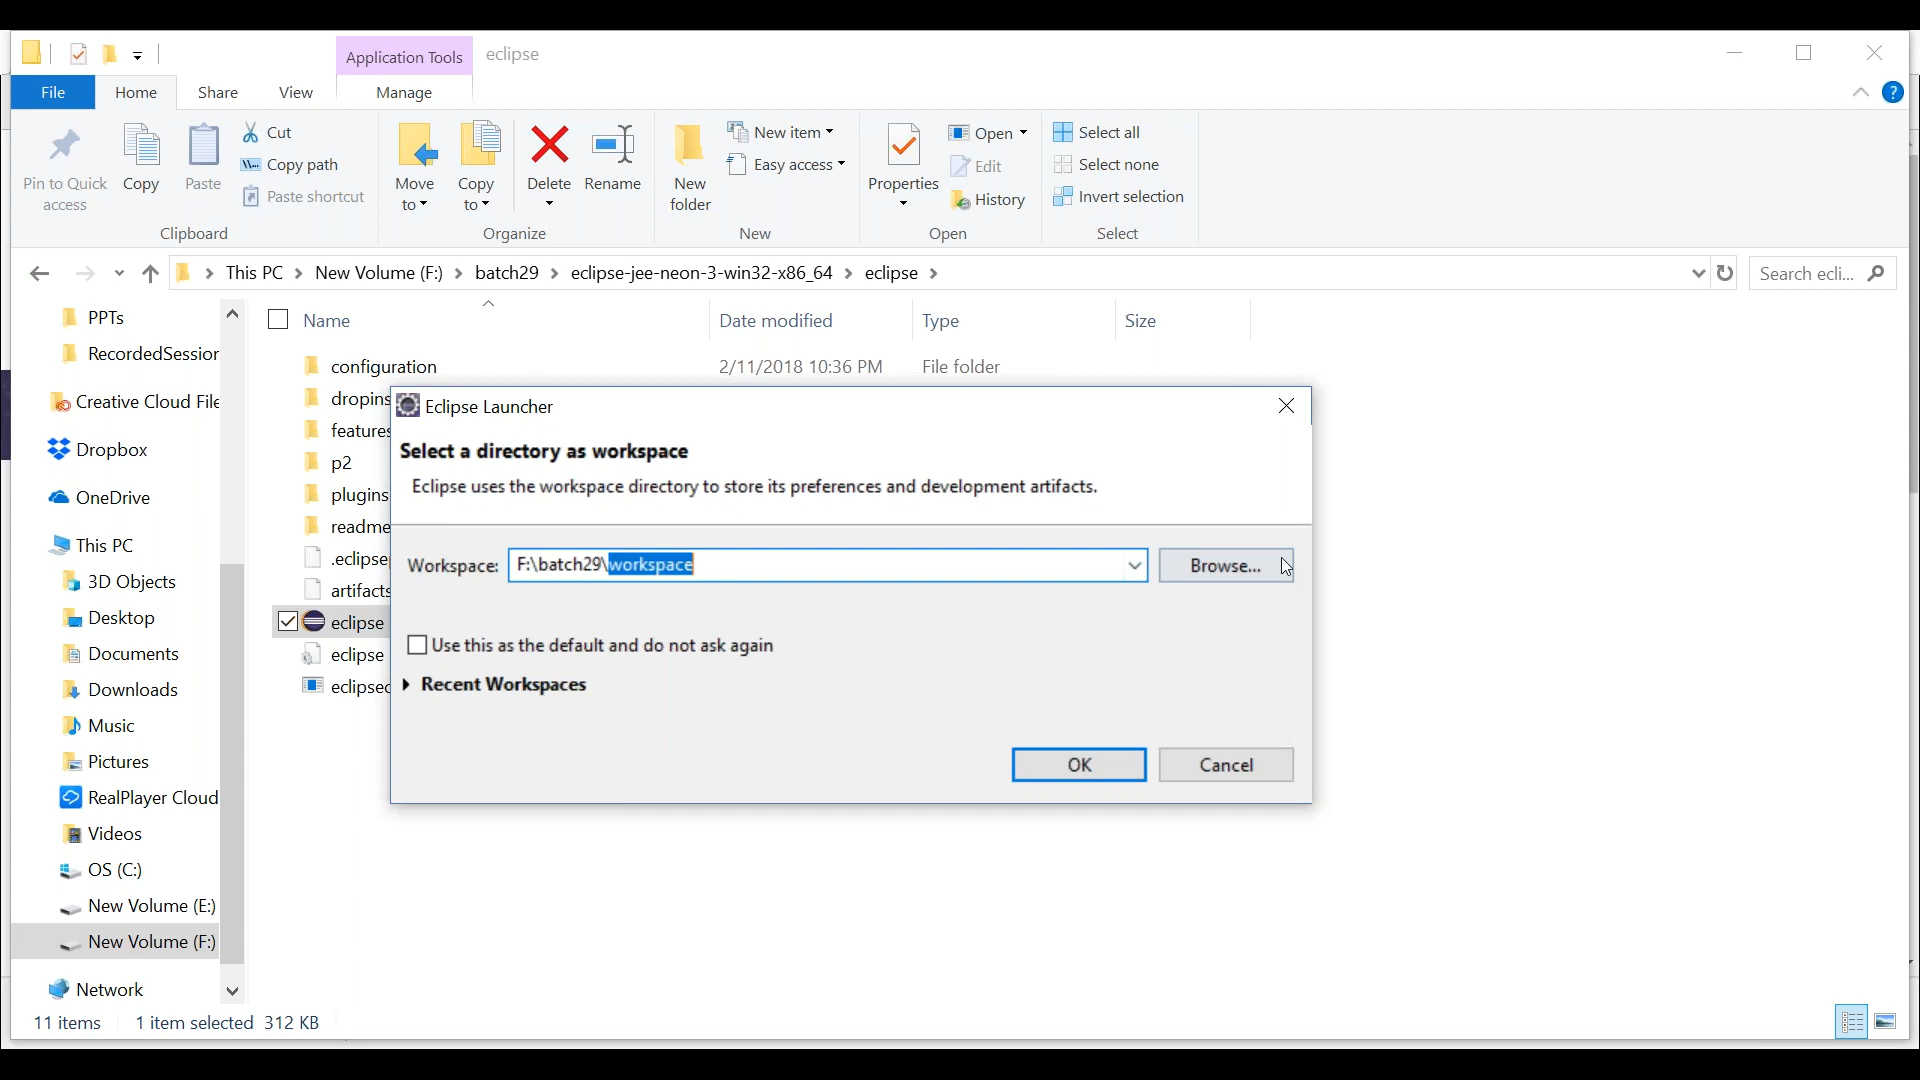 Application Tools
eclipse
File
Home
Share
View
Manage
Pin to Quick access
Copy
Paste
Cut
Copy path
Paste shortcut
Clipboard
Move to
Copy to
Delete
Rename
Organize
New folder
New item
Easy access
New
Properties
Open
Edit
History
Open
Select all
Select none
Invert selection
Select
This PC > New Volume (F:) > batch29 > eclipse-jee-neon-3-win32-x86_64 > eclipse >
Search ecli...
PPTs
RecordedSession
Creative Cloud File
Dropbox
OneDrive
This PC
3D Objects
Desktop
Documents
Downloads
Music
Pictures
RealPlayer Cloud
Videos
OS (C:)
New Volume (E:)
New Volume (F:)
Network
Name
Date modified
Type
Size
configuration
2/11/2018 10:36 PM
File folder
dropins
features
p2
plugins
readme
.eclipse
artifacts
eclipse
eclipse
eclipsec
Eclipse Launcher
Select a directory as workspace
Eclipse uses the workspace directory to store its preferences and development artifacts.
Workspace:
F:\batch29\workspace
Browse...
Use this as the default and do not ask again
Recent Workspaces
OK
Cancel
11 items
1 item selected 312 KB